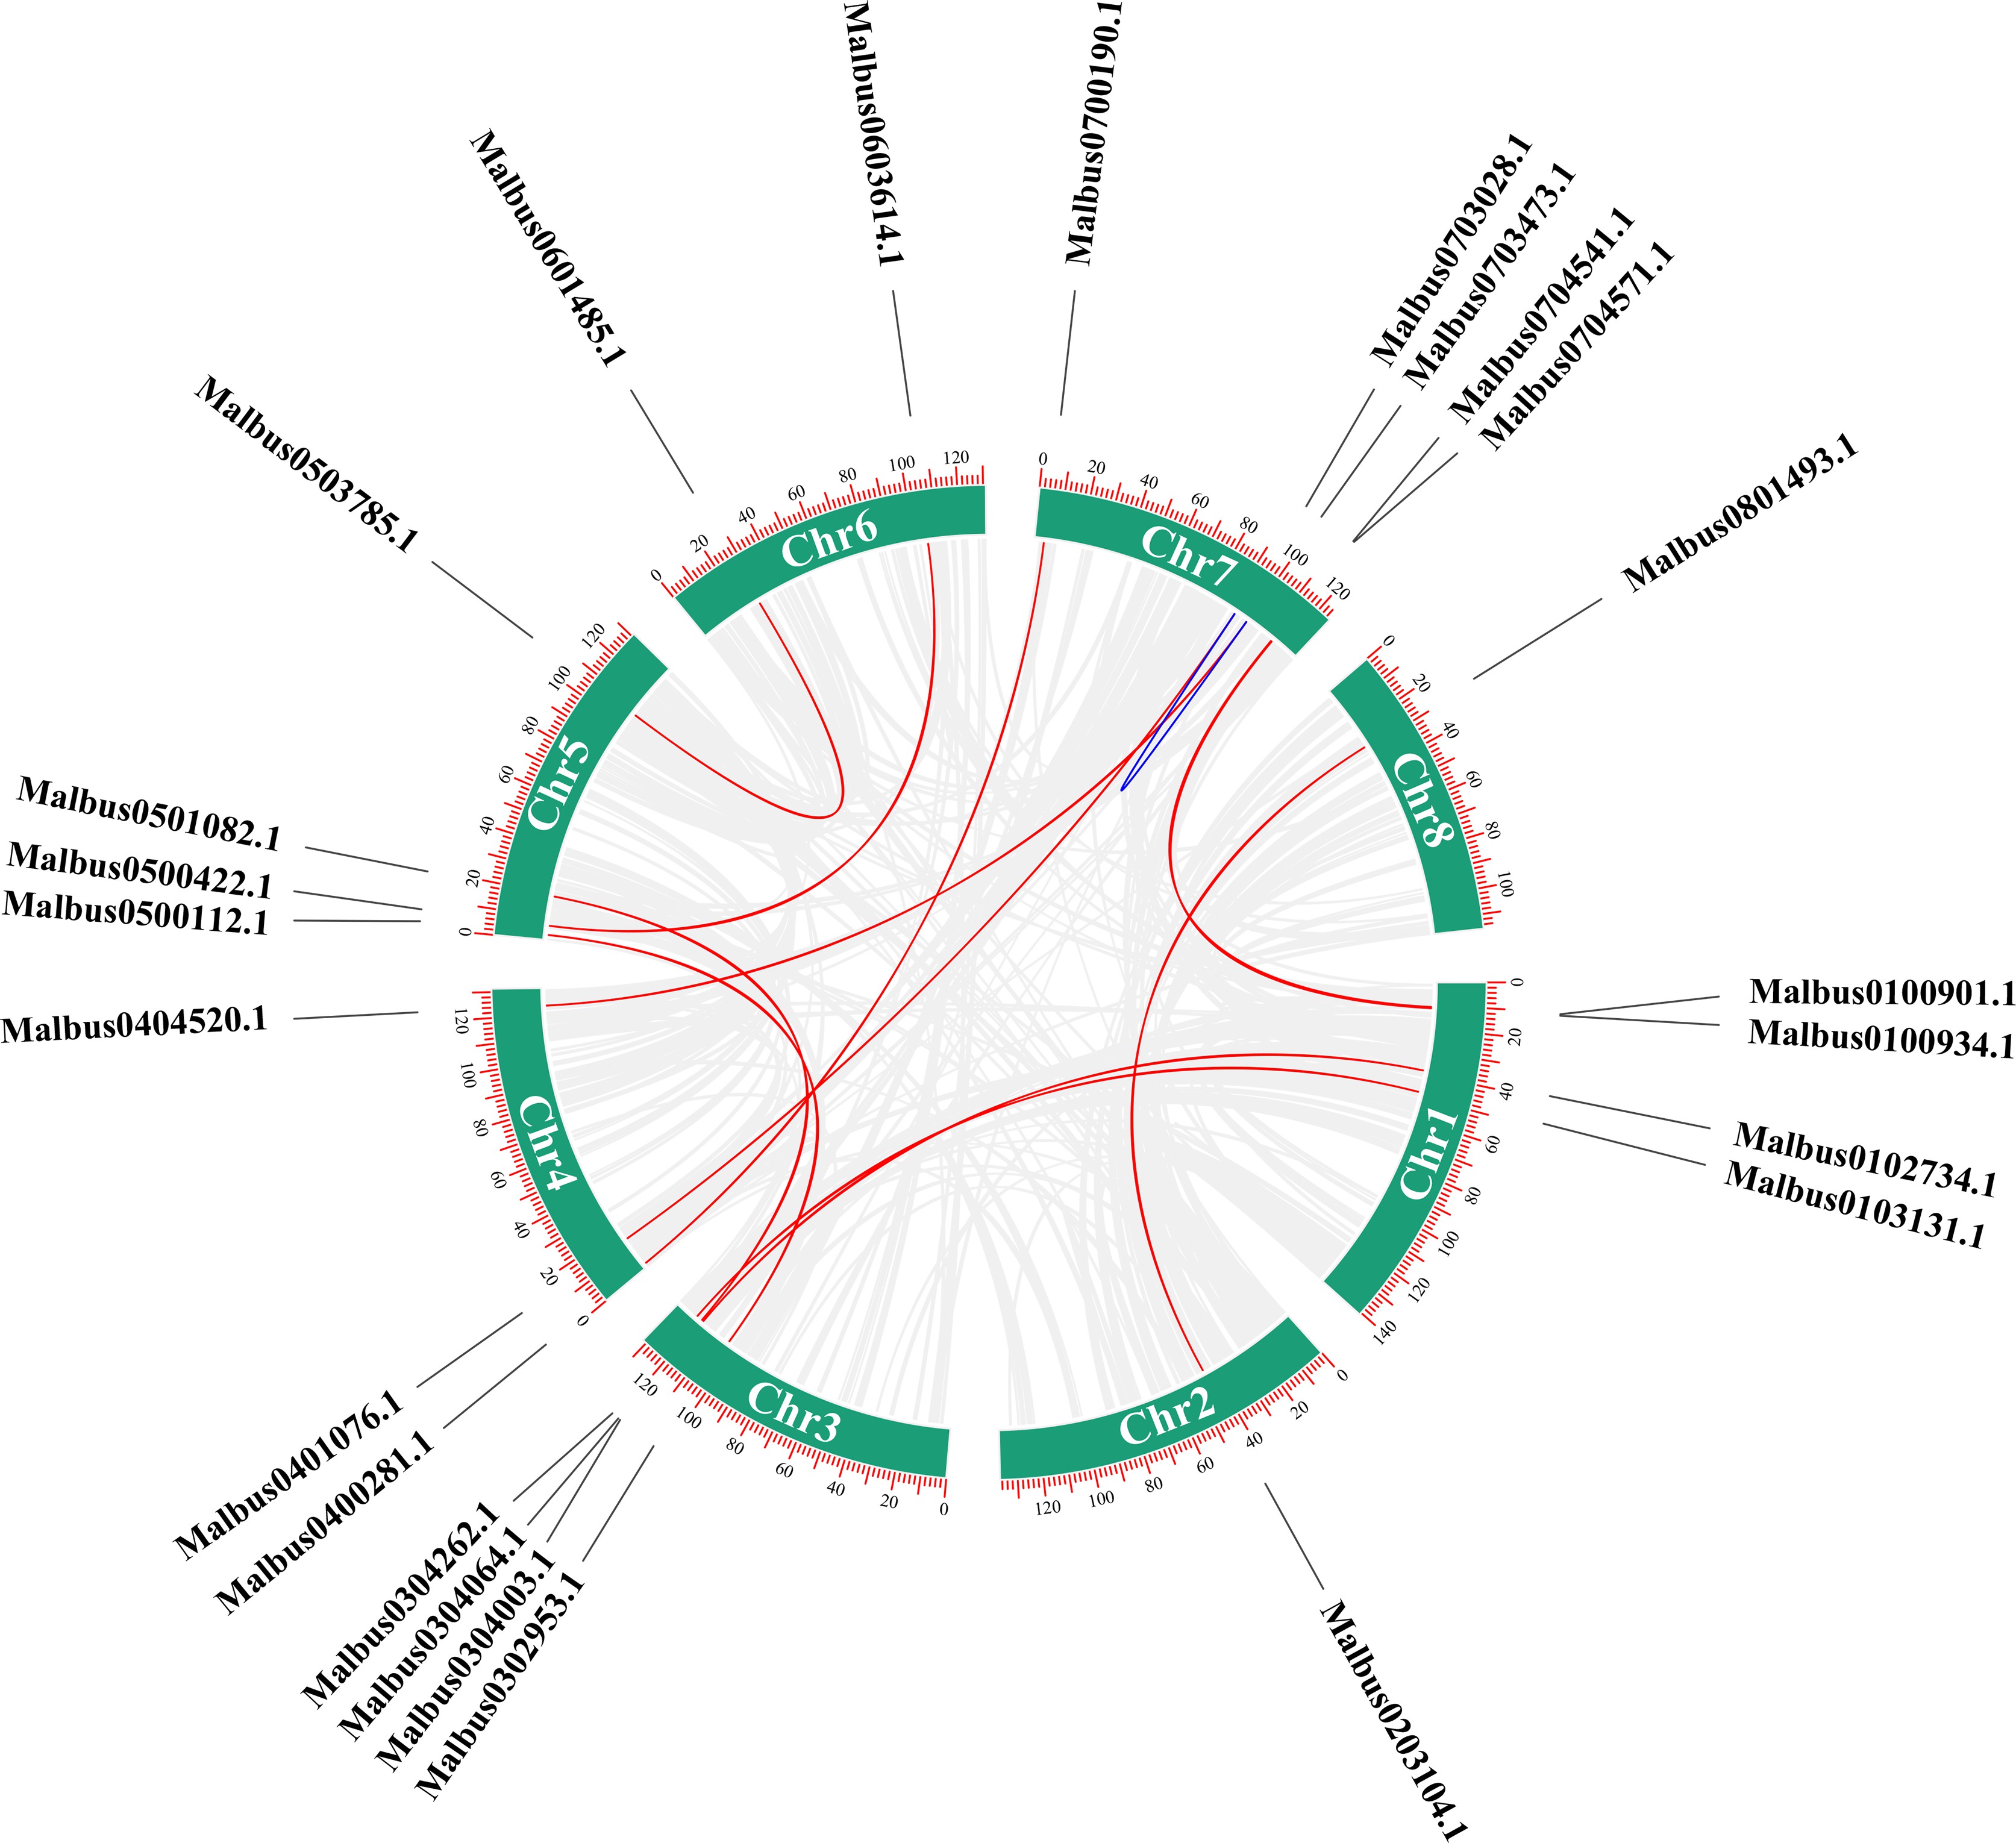 Malbus0603614.1
Malbus0700190.1
Malbus0703028.1
Malbus0703473.1
Malbus0704541.1
Malbus0704571.1
Malbus0801493.1
Malbus0100901.1
Malbus0100934.1
Malbus0102734.1
Malbus0103131.1
Malbus0203104.1
Malbus0302953.1
Malbus0304003.1
Malbus0304064.1
Malbus0304262.1
Malbus0400281.1
Malbus0401076.1
Malbus0404520.1
Malbus0500112.1
Malbus0500422.1
Malbus0501082.1
Malbus0503785.1
Malbus0601485.1
Chr7
0 20 40 60 80 100 120
Chr8
0 20 40 60 80 100
Chr1
0 20 40 60 80 100 120 140
Chr2
0 20 40 60 80 100 120
Chr3
0 20 40 60 80 100 120
Chr4
0 20 40 60 80 100 120
Chr5
0 20 40 60 80 100 120
Chr6
0 20 40 60 80 100 120